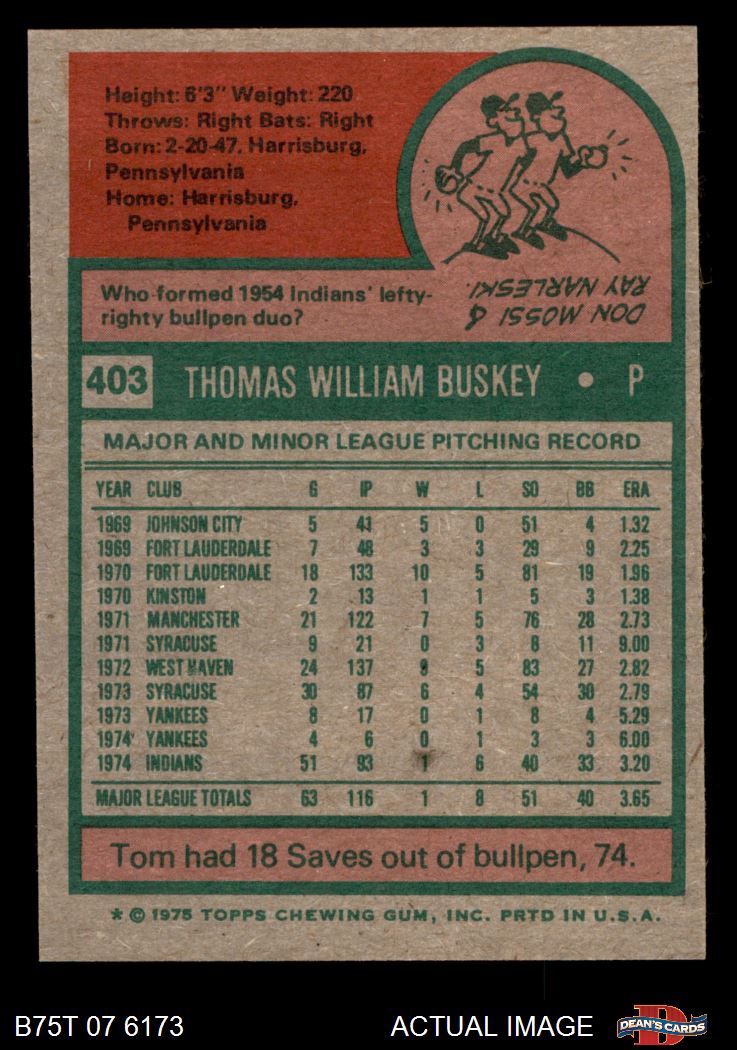 Height: 6'3" Weight: 220
Throws: Right Bats: Right
Born: 2-20-47, Harrisburg,
Pennsylvania
Home: Harrisburg,
Pennsylvania
Who formed 1954 Indians' lefty-
righty bullpen duo?
DON MOSSI &
RAY NARLESKI.
403 THOMAS WILLIAM BUSKEY • P
MAJOR AND MINOR LEAGUE PITCHING RECORD
YEAR CLUB G IP W L SO BB ERA
1969 JOHNSON CITY 5 41 5 0 51 4 1.32
1969 FORT LAUDERDALE 7 48 3 3 29 9 2.25
1970 FORT LAUDERDALE 18 133 10 5 81 19 1.96
1970 KINSTON 2 13 1 1 5 3 1.38
1971 MANCHESTER 21 122 7 5 76 28 2.73
1971 SYRACUSE 9 21 0 3 8 11 9.00
1972 WEST HAVEN 24 137 5 83 27 2.82
1973 SYRACUSE 30 87 6 4 54 30 2.79
1973 YANKEES 8 17 0 1 8 4 5.29
1974 YANKEES 4 6 0 1 3 3 6.00
1974 INDIANS 51 93 1 6 40 33 3.20
MAJOR LEAGUE TOTALS 63 116 1 8 51 40 3.65
Tom had 18 Saves out of bullpen, 74.
* © 1975 TOPPS CHEWING GUM, INC. PRTD IN U.S.A.
B75T 07 6173 ACTUAL IMAGE D DEAN'S CARDS